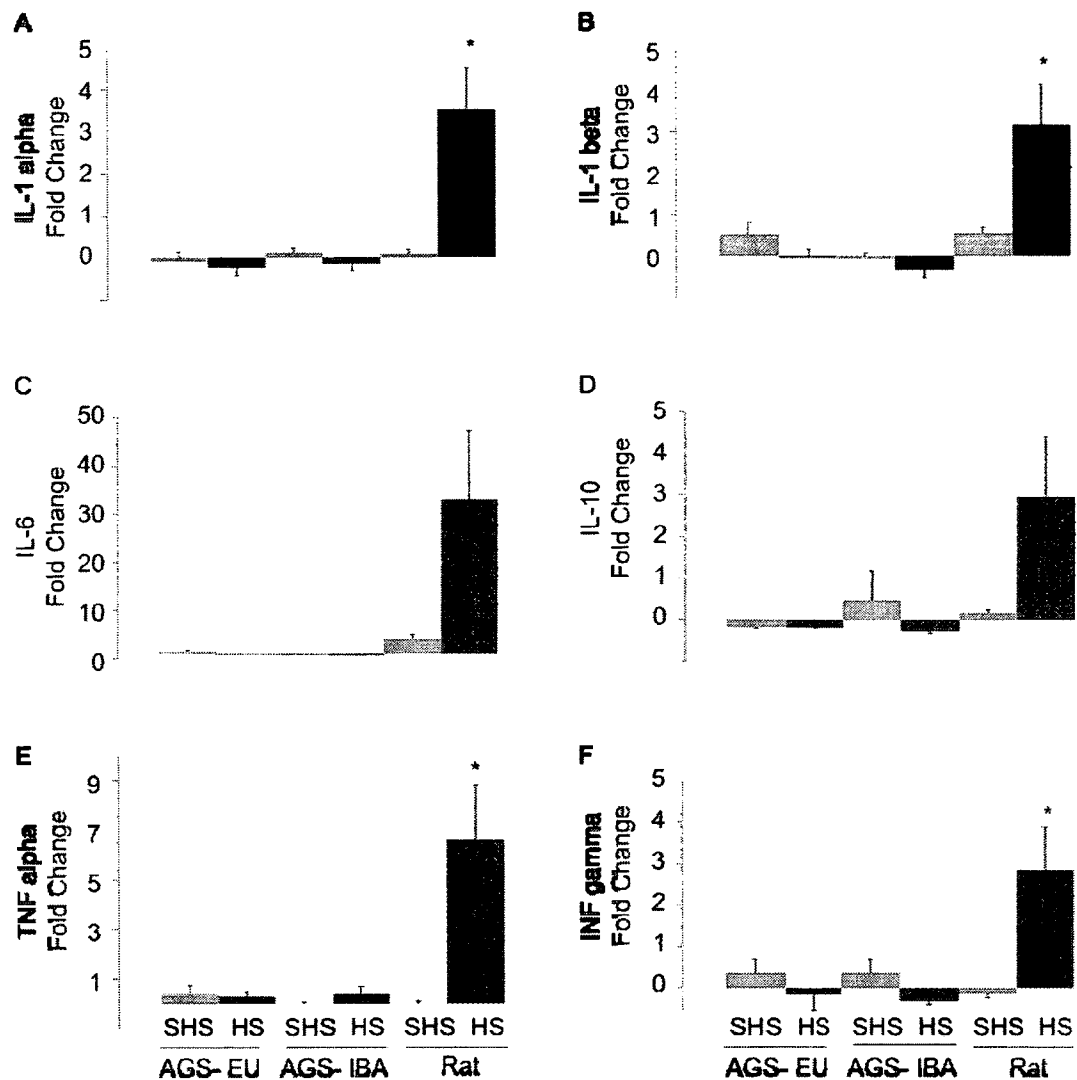 A
IL-1 alpha
Fold Change
5
4
3
2
1
0
*
B
IL-1 beta
Fold Change
5
4
3
2
1
0
*
C
IL-6
Fold Change
50
40
30
20
10
0
D
IL-10
Fold Change
5
4
3
2
1
0
E
TNF alpha
Fold Change
9
7
5
3
1
*
SHS HS SHS HS SHS HS
AGS- EU AGS- IBA Rat
F
INF gamma
Fold Change
5
4
3
2
1
0
*
SHS HS SHS HS SHS HS
AGS- EU AGS- IBA Rat